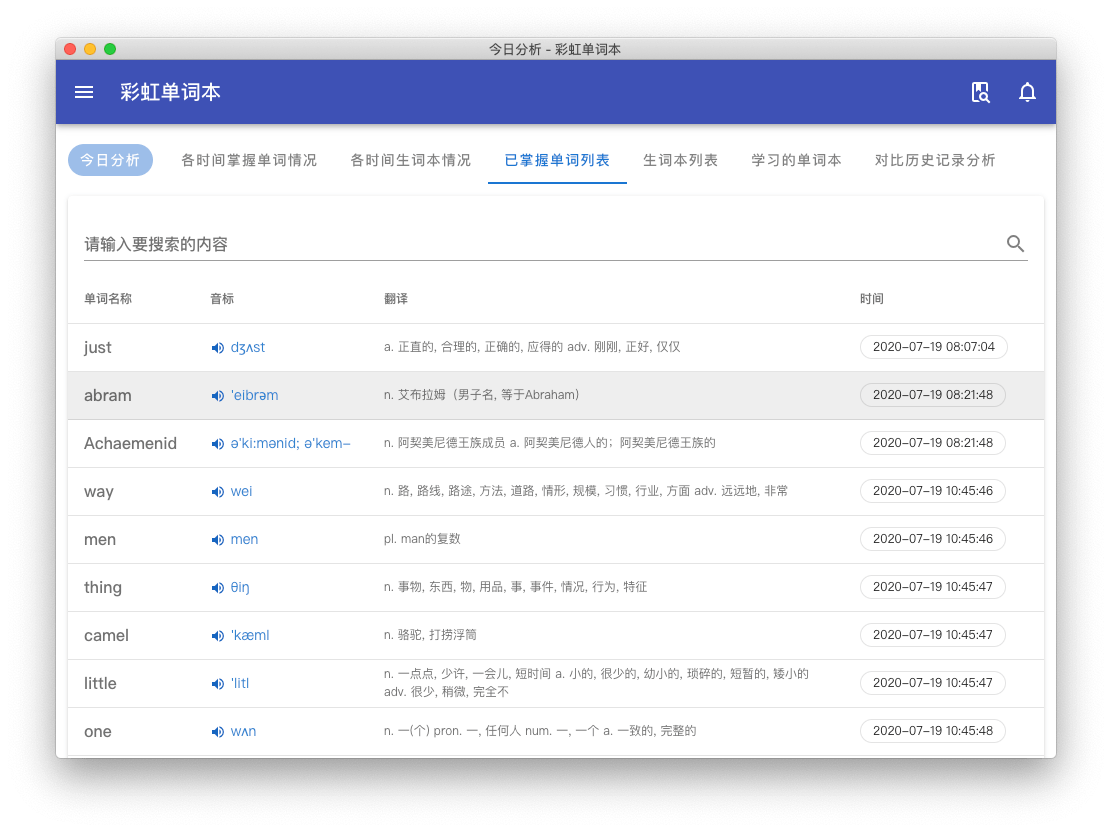 今日分析 - 彩虹单词本
彩虹单词本
今日分析 各时间掌握单词情况 各时间生词本情况 已掌握单词列表 生词本列表 学习的单词本 对比历史记录分析
请输入要搜索的内容
单词名称 音标 翻译 时间
just dʒʌst a. 正直的, 合理的, 正确的, 应得的 adv. 刚刚, 正好, 仅仅 2020-07-19 08:07:04
abram 'eibrəm n. 艾布拉姆（男子名, 等于Abraham） 2020-07-19 08:21:48
Achaemenid ə'ki:mənid; ə'kem- n. 阿契美尼德王族成员 a. 阿契美尼德人的；阿契美尼德王族的 2020-07-19 08:21:48
way wei n. 路, 路线, 路途, 方法, 道路, 情形, 规模, 习惯, 行业, 方面 adv. 远远地, 非常 2020-07-19 10:45:46
men men pl. man的复数 2020-07-19 10:45:46
thing θiŋ n. 事物, 东西, 物, 用品, 事, 事件, 情况, 行为, 特征 2020-07-19 10:45:47
camel 'kæml n. 骆驼, 打捞浮筒 2020-07-19 10:45:47
little 'litl n. 一点点, 少许, 一会儿, 短时间 a. 小的, 很少的, 幼小的, 琐碎的, 短暂的, 矮小的 2020-07-19 10:45:47
adv. 很少, 稍微, 完全不
one wʌn n. 一(个) pron. 一, 任何人 num. 一, 一个 a. 一致的, 完整的 2020-07-19 10:45:48